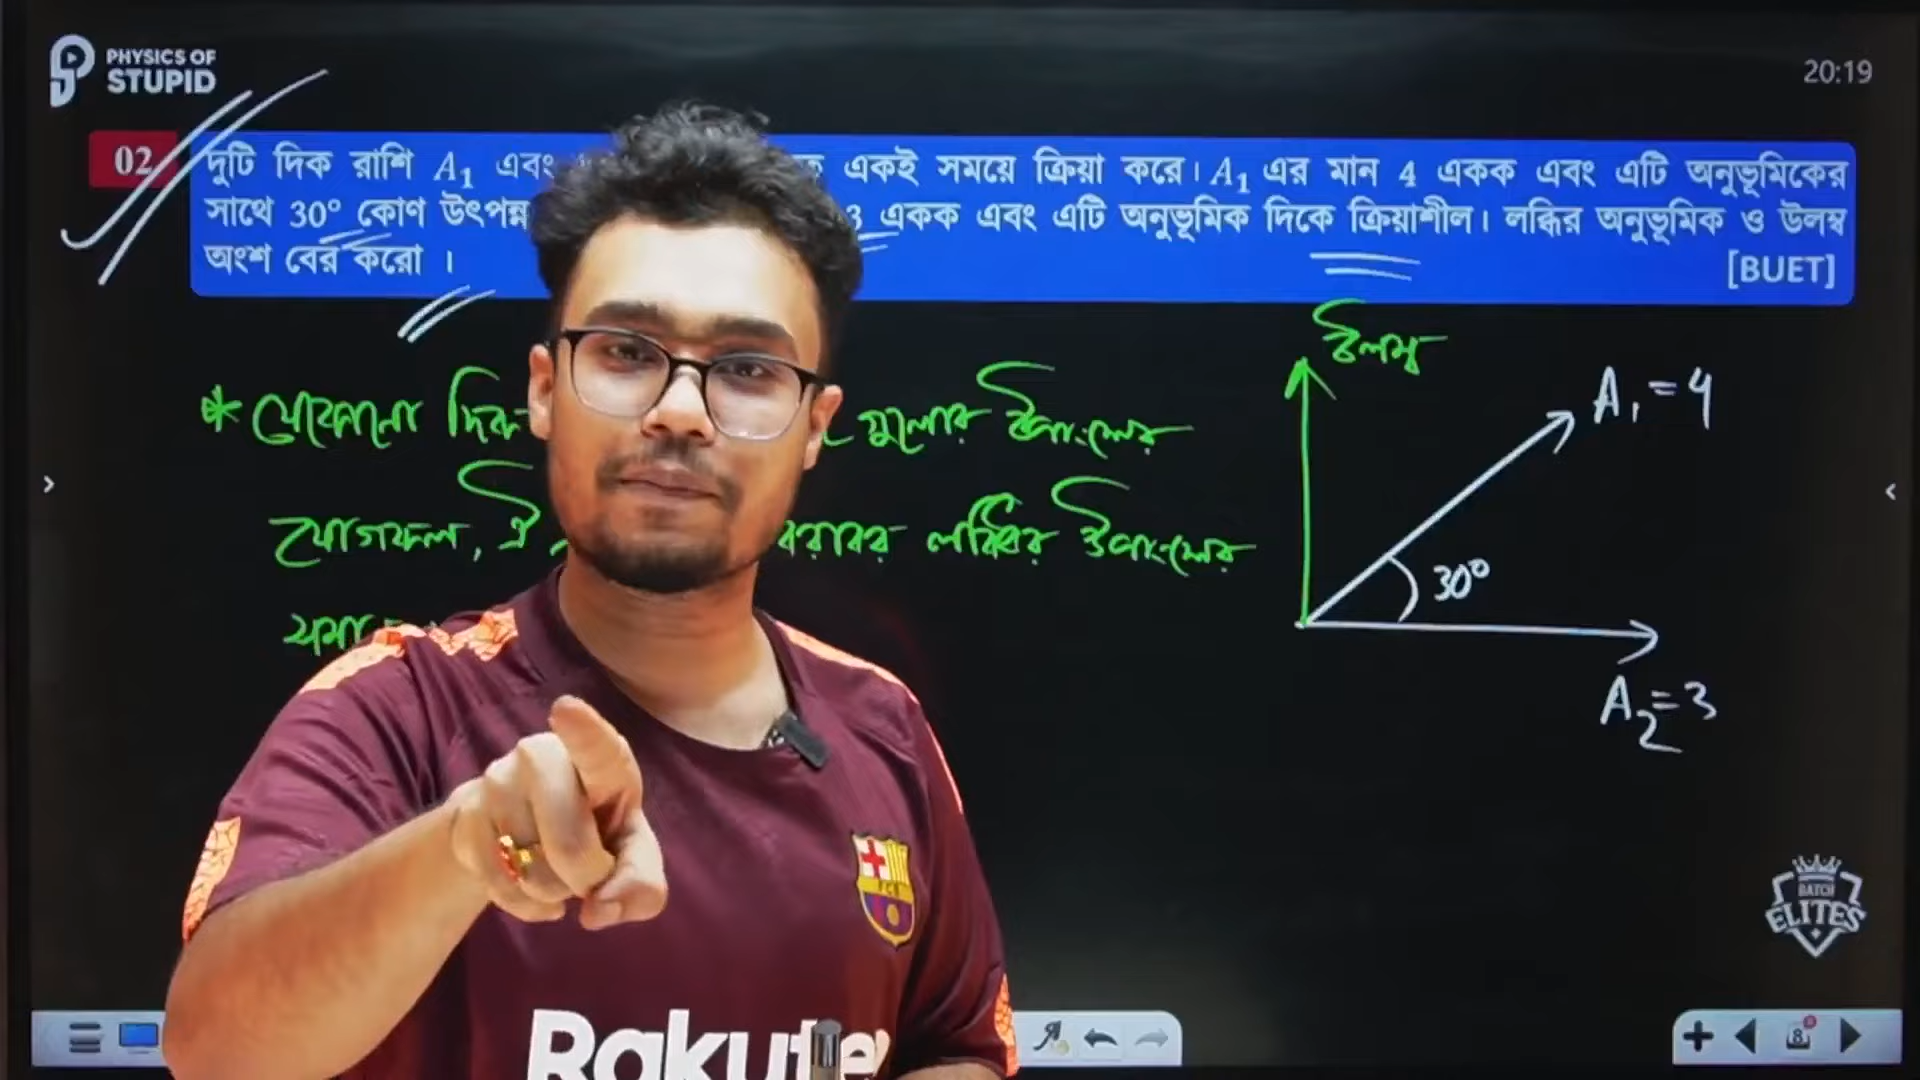 PHYSICS OF
STUPID
20:19
02
দুটি দিক রাশি A₁ এবং একই সময়ে ক্রিয়া করে। A₁ এর মান 4 একক এবং এটি অনুভূমিকের
সাথে 30° কোণ উৎপন্ন 3 একক এবং এটি অনুভূমিক দিকে ক্রিয়াশীল। লব্ধির অনুভূমিক ও উলম্ব
অংশ বের করো ।
[BUET]
উলম্ব
A₁ = 4
* যেকোনো দিক গুলোর উপাংশের
যোগফল, ঐ বরাবর লব্ধির উপাংশের
30°
A₂ = 3
BATCH
ELITES
FCB
Rakuten
8